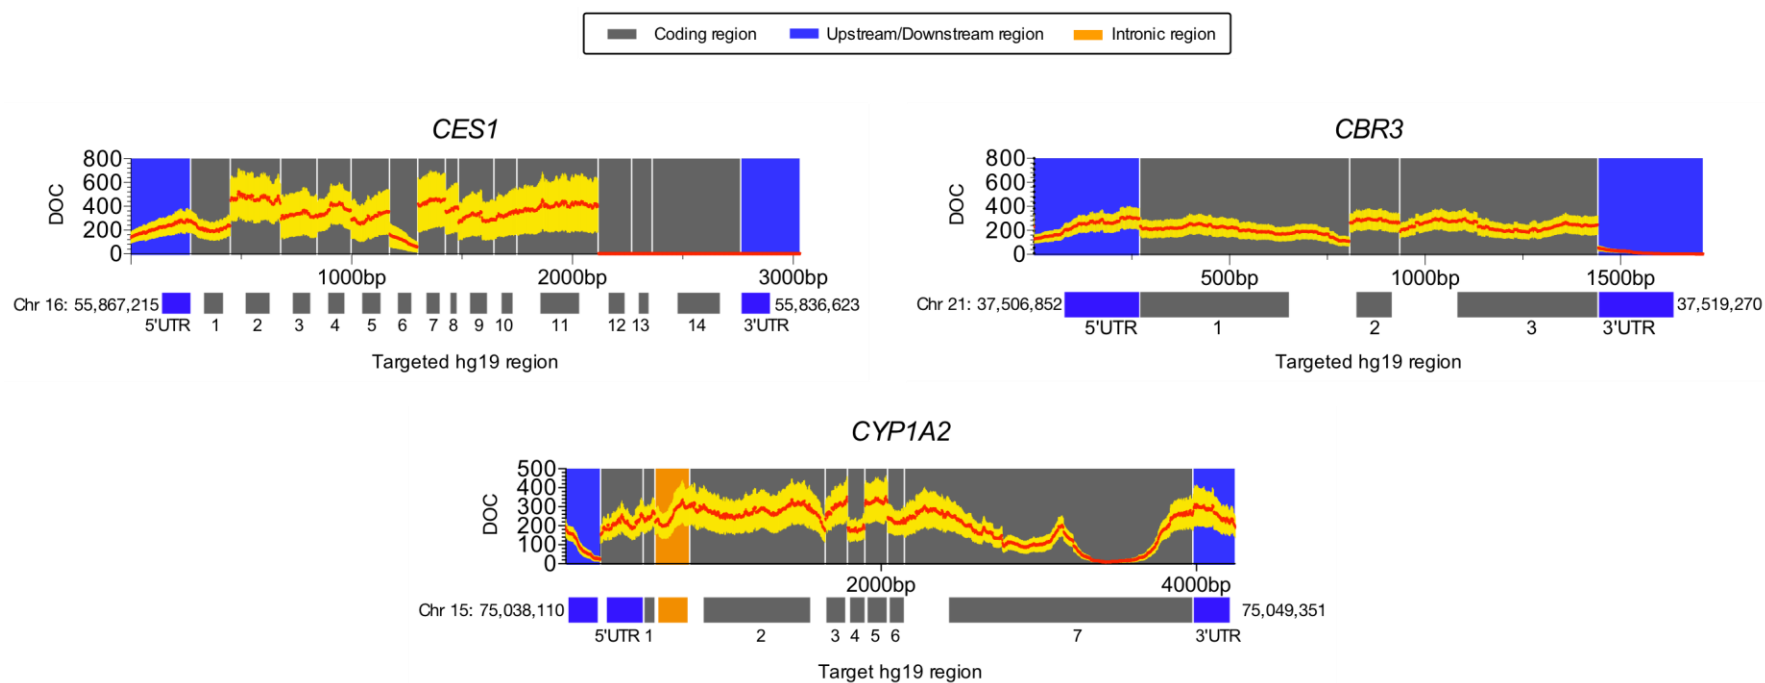 Coding region Upstream/Downstream region Intronic region
CES1
800
600
400
200
0
DOC
1000bp 2000bp 3000bp
Chr 16: 55,867,215 55,836,623
5'UTR 1 2 3 4 5 6 7 8 9 10 11 12 13 14 3'UTR
Targeted hg19 region
CBR3
800
600
400
200
0
DOC
500bp 1000bp 1500bp
Chr 21: 37,506,852 37,519,270
5'UTR 1 2 3 3'UTR
Targeted hg19 region
CYP1A2
500
400
300
200
100
0
DOC
2000bp 4000bp
Chr 15: 75,038,110 75,049,351
5'UTR 1 2 3 4 5 6 7 3'UTR
Target hg19 region